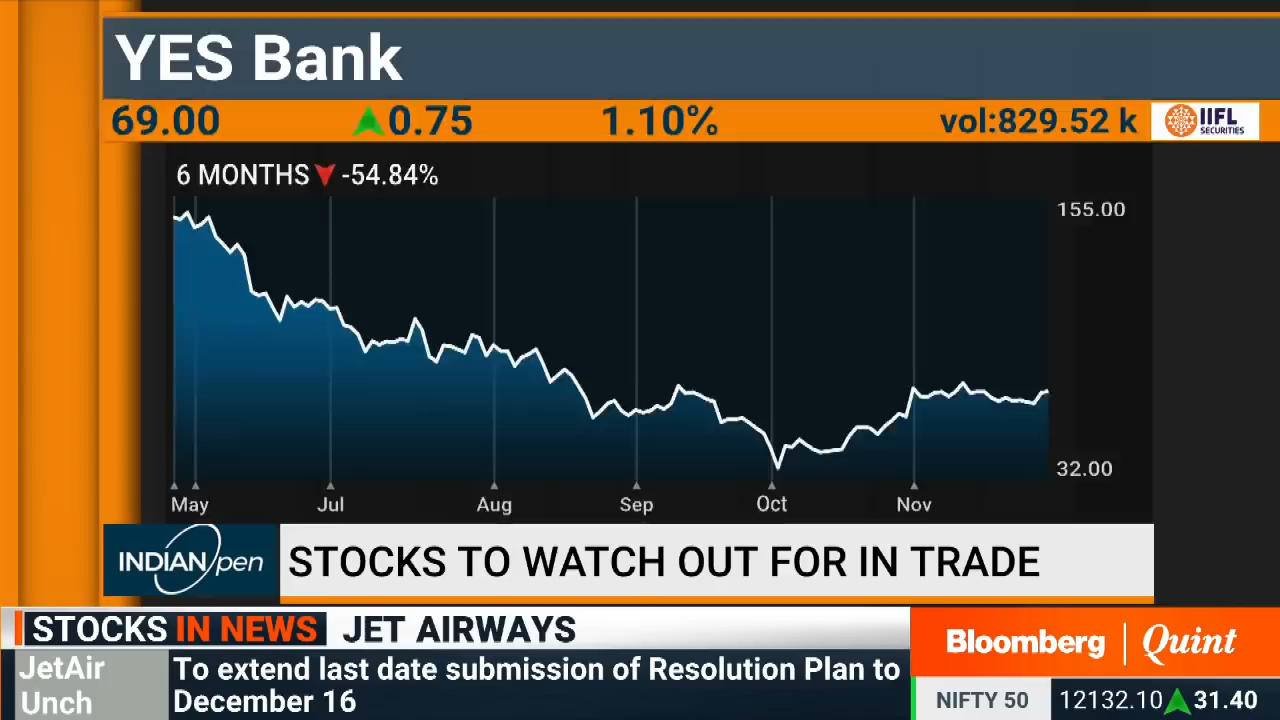 YES Bank
69.00 0.75 1.10% vol:829.52 k IIFL SECURITIES
6 MONTHS -54.84%
155.00
32.00
May Jul Aug Sep Oct Nov
INDIAN pen STOCKS TO WATCH OUT FOR IN TRADE
STOCKS IN NEWS JET AIRWAYS
JetAir
Unch
To extend last date submission of Resolution Plan to
December 16
Bloomberg | Quint
NIFTY 50 12132.10 31.40